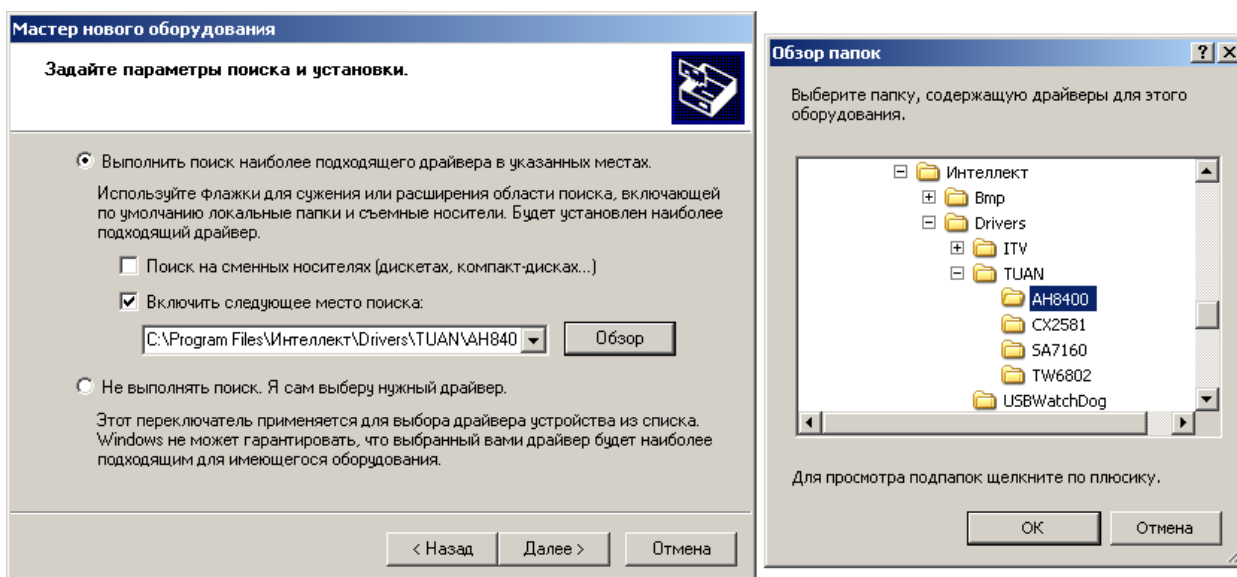 Мастер нового оборудования
Задайте параметры поиска и установки.
Выполнить поиск наиболее подходящего драйвера в указанных местах.
Используйте флажки для сужения или расширения области поиска, включающей
по умолчанию локальные папки и съемные носители. Будет установлен наиболее
подходящий драйвер.
Поиск на сменных носителях (дискетах, компакт-дисках...)
Включить следующее место поиска:
C:\Program Files\Интеллект\Drivers\TUAN\AH840
Обзор
Не выполнять поиск. Я сам выберу нужный драйвер.
Этот переключатель применяется для выбора драйвера устройства из списка.
Windows не может гарантировать, что выбранный вами драйвер будет наиболее
подходящим для имеющегося оборудования.
< Назад
Далее >
Отмена
Обзор папок
Выберите папку, содержащую драйверы для этого
оборудования.
Интеллект
Bmp
Drivers
ITV
TUAN
AH8400
CX2581
SA7160
TW6802
USBWatchDog
Для просмотра подпапок щелкните по плюсику.
OK
Отмена